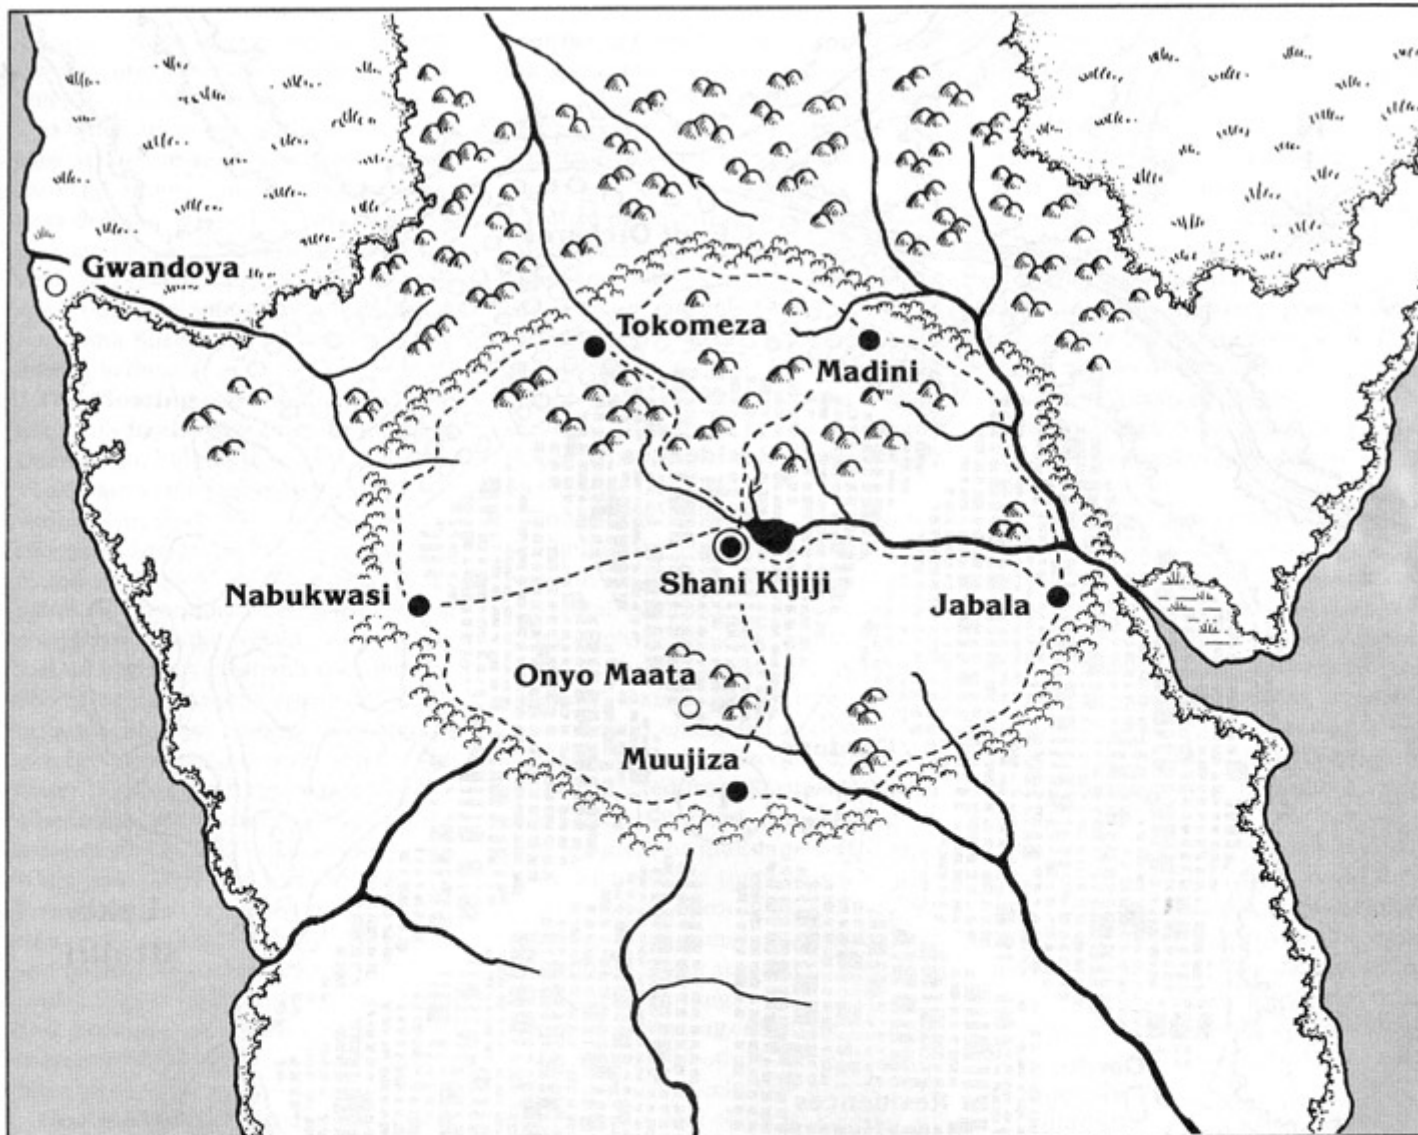 Gwandoya
Tokomeza
Madini
Nabukwasi
Shani Kijiji
Jabala
Onyo Maata
Muujiza